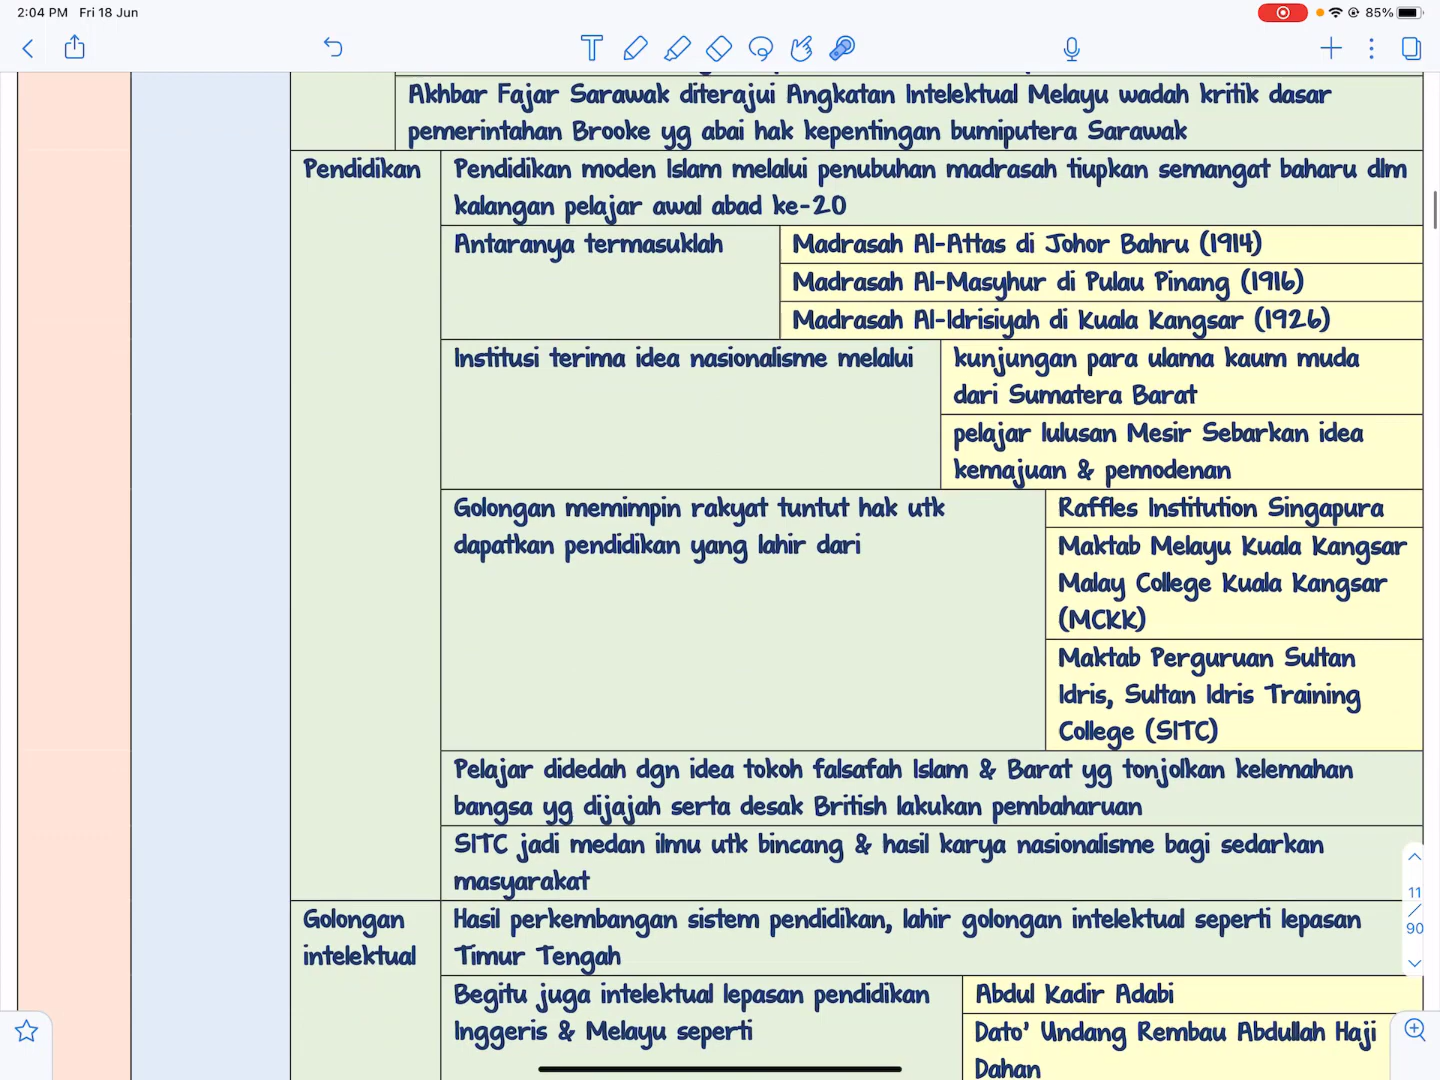 2:04 PM Fri 18 Jun
85%
Akhbar Fajar Sarawak diterajui Angkatan Intelektual Melayu wadah kritik dasar
pemerintahan Brooke yg abai hak kepentingan bumiputera Sarawak
Pendidikan
Pendidikan moden Islam melalui penubuhan madrasah tiupkan semangat baharu dlm
kalangan pelajar awal abad ke-20
Antaranya termasuklah
Madrasah Al-Attas di Johor Bahru (1914)
Madrasah Al-Masyhur di Pulau Pinang (1916)
Madrasah Al-Idrisiyah di Kuala Kangsar (1926)
Institusi terima idea nasionalisme melalui
kunjungan para ulama kaum muda
dari Sumatera Barat
pelajar lulusan Mesir Sebarkan idea
kemajuan & pemodenan
Golongan memimpin rakyat tuntut hak utk
dapatkan pendidikan yang lahir dari
Raffles Institution Singapura
Maktab Melayu Kuala Kangsar
Malay College Kuala Kangsar
(MCKK)
Maktab Perguruan Sultan
Idris, Sultan Idris Training
College (SITC)
Pelajar didedah dgn idea tokoh falsafah Islam & Barat yg tonjolkan kelemahan
bangsa yg dijajah serta desak British lakukan pembaharuan
SITC jadi medan ilmu utk bincang & hasil karya nasionalisme bagi sedarkan
masyarakat
Golongan
intelektual
Hasil perkembangan sistem pendidikan, lahir golongan intelektual seperti lepasan
Timur Tengah
Begitu juga intelektual lepasan pendidikan
Inggeris & Melayu seperti
Abdul Kadir Adabi
Dato' Undang Rembau Abdullah Haji
Dahan
11
/
90